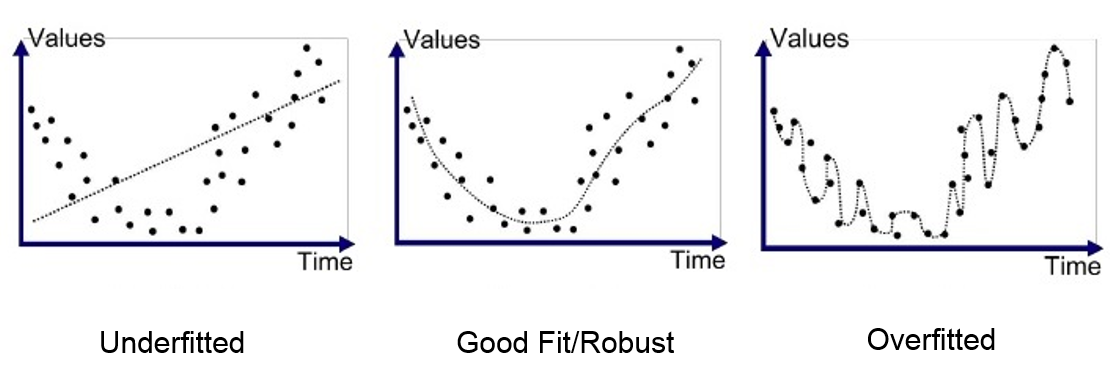 Values
Time
Underfitted
Values
Time
Good Fit/Robust
Values
Time
Overfitted